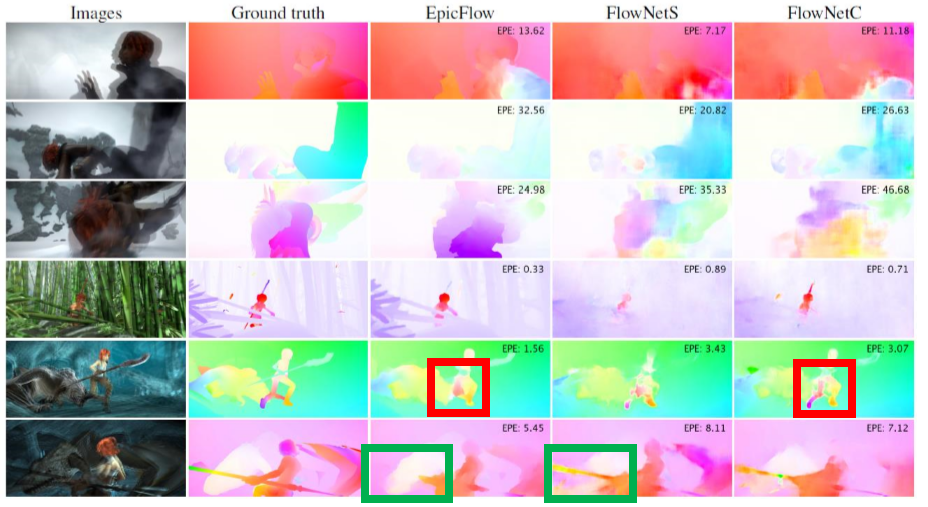 Images Ground truth EpicFlow FlowNetS FlowNetC
EPE: 13.62 EPE: 7.17 EPE: 11.18
EPE: 32.56 EPE: 20.82 EPE: 26.63
EPE: 24.98 EPE: 35.33 EPE: 46.68
EPE: 0.33 EPE: 0.89 EPE: 0.71
EPE: 1.56 EPE: 3.43 EPE: 3.07
EPE: 5.45 EPE: 8.11 EPE: 7.12